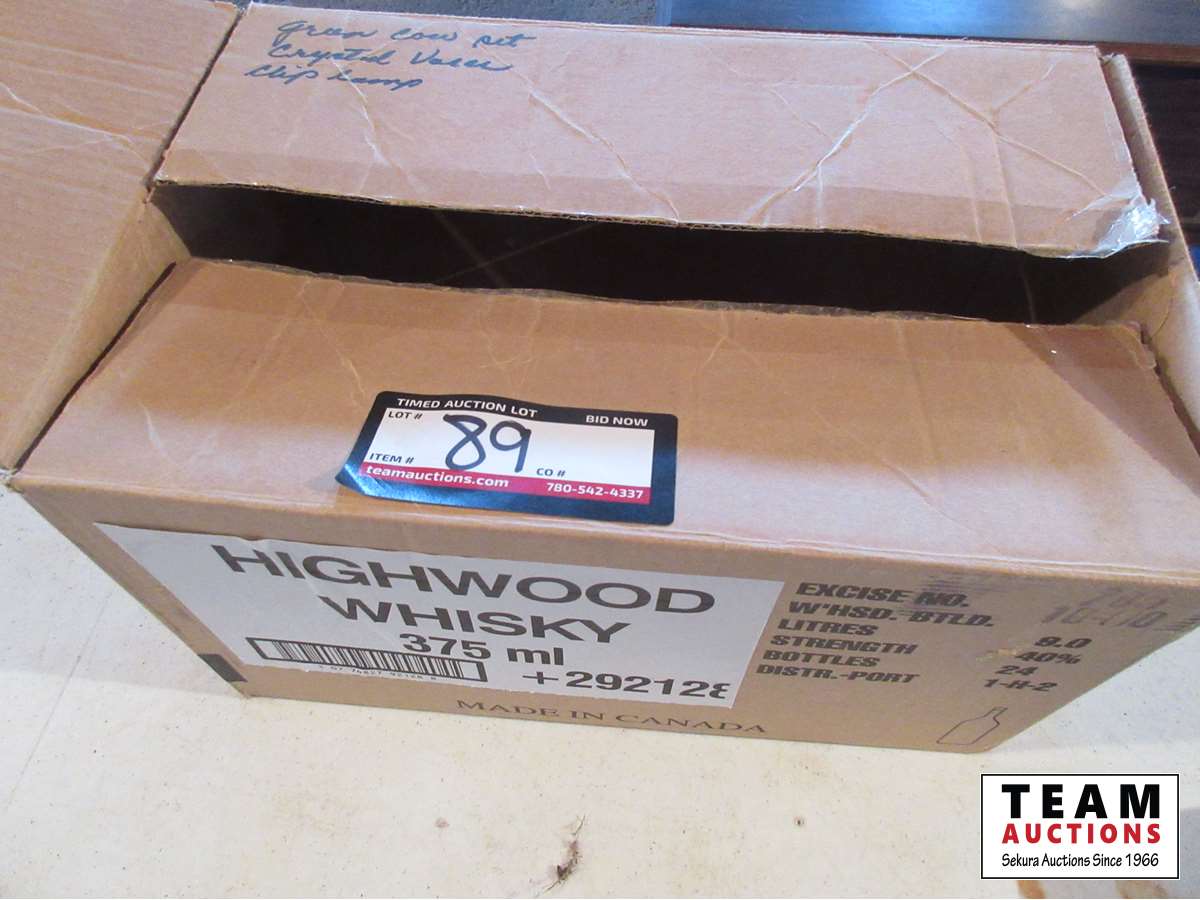 green cow pit
Crystal Vases
Clip Lamp
TIMED AUCTION LOT BID NOW
LOT # 89
ITEM # CO #
teamauctions.com 780-542-4337
HIGHWOOD
WHISKY
375 ml
+292128
MADE IN CANADA
EXCISE NO.
W'HSD.-BTLD.
LITRES 9.0
STRENGTH 40%
BOTTLES 24
DISTR.-PORT 1-H-2
TEAM
AUCTIONS
Sekura Auctions Since 1966